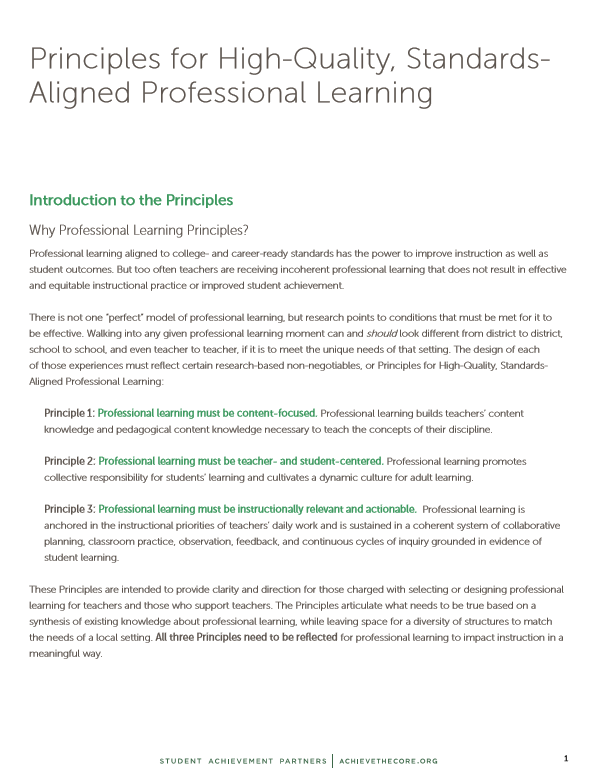 Principles for High-Quality, Standards-
Aligned Professional Learning
Introduction to the Principles
Why Professional Learning Principles?
Professional learning aligned to college- and career-ready standards has the power to improve instruction as well as
student outcomes. But too often teachers are receiving incoherent professional learning that does not result in effective
and equitable instructional practice or improved student achievement.
There is not one "perfect" model of professional learning, but research points to conditions that must be met for it to
be effective. Walking into any given professional learning moment can and should look different from district to district,
school to school, and even teacher to teacher, if it is to meet the unique needs of that setting. The design of each
of those experiences must reflect certain research-based non-negotiables, or Principles for High-Quality, Standards-
Aligned Professional Learning:
Principle 1: Professional learning must be content-focused. Professional learning builds teachers' content
knowledge and pedagogical content knowledge necessary to teach the concepts of their discipline.
Principle 2: Professional learning must be teacher- and student-centered. Professional learning promotes
collective responsibility for students' learning and cultivates a dynamic culture for adult learning.
Principle 3: Professional learning must be instructionally relevant and actionable. Professional learning is
anchored in the instructional priorities of teachers' daily work and is sustained in a coherent system of collaborative
planning, classroom practice, observation, feedback, and continuous cycles of inquiry grounded in evidence of
student learning.
These Principles are intended to provide clarity and direction for those charged with selecting or designing professional
learning for teachers and those who support teachers. The Principles articulate what needs to be true based on a
synthesis of existing knowledge about professional learning, while leaving space for a diversity of structures to match
the needs of a local setting. All three Principles need to be reflected for professional learning to impact instruction in a
meaningful way.
STUDENT ACHIEVEMENT PARTNERS | ACHIEVETHECORE.ORG
1